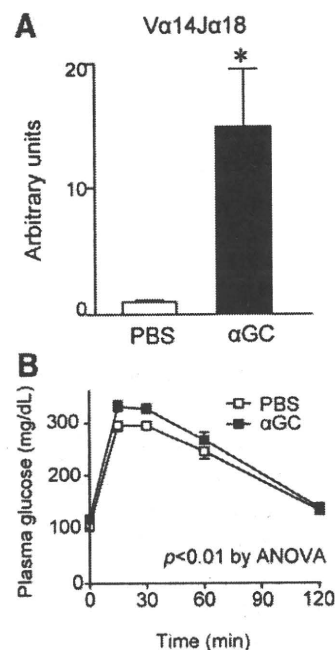 A
Vα14Jα18
20
*
10
Arbitrary units
0
PBS
αGC
B
PBS
αGC
300
200
100
0
Plasma glucose (mg/dL)
p<0.01 by ANOVA
0
30
60
90
120
Time (min)